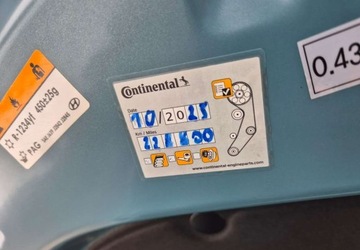 R-1234yf 450±25g
PAG
0.43
Continental
Date
10/2025
Km / Miles
221600
www.continental-engineparts.com